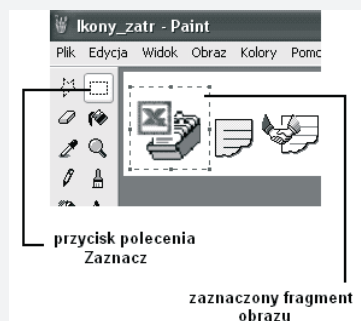 Ikony_zatr - Paint
Plik Edycja Widok Obraz Kolory Pomo
X
przycisk polecenia
Zaznacz
zaznaczony fragment
obrazu